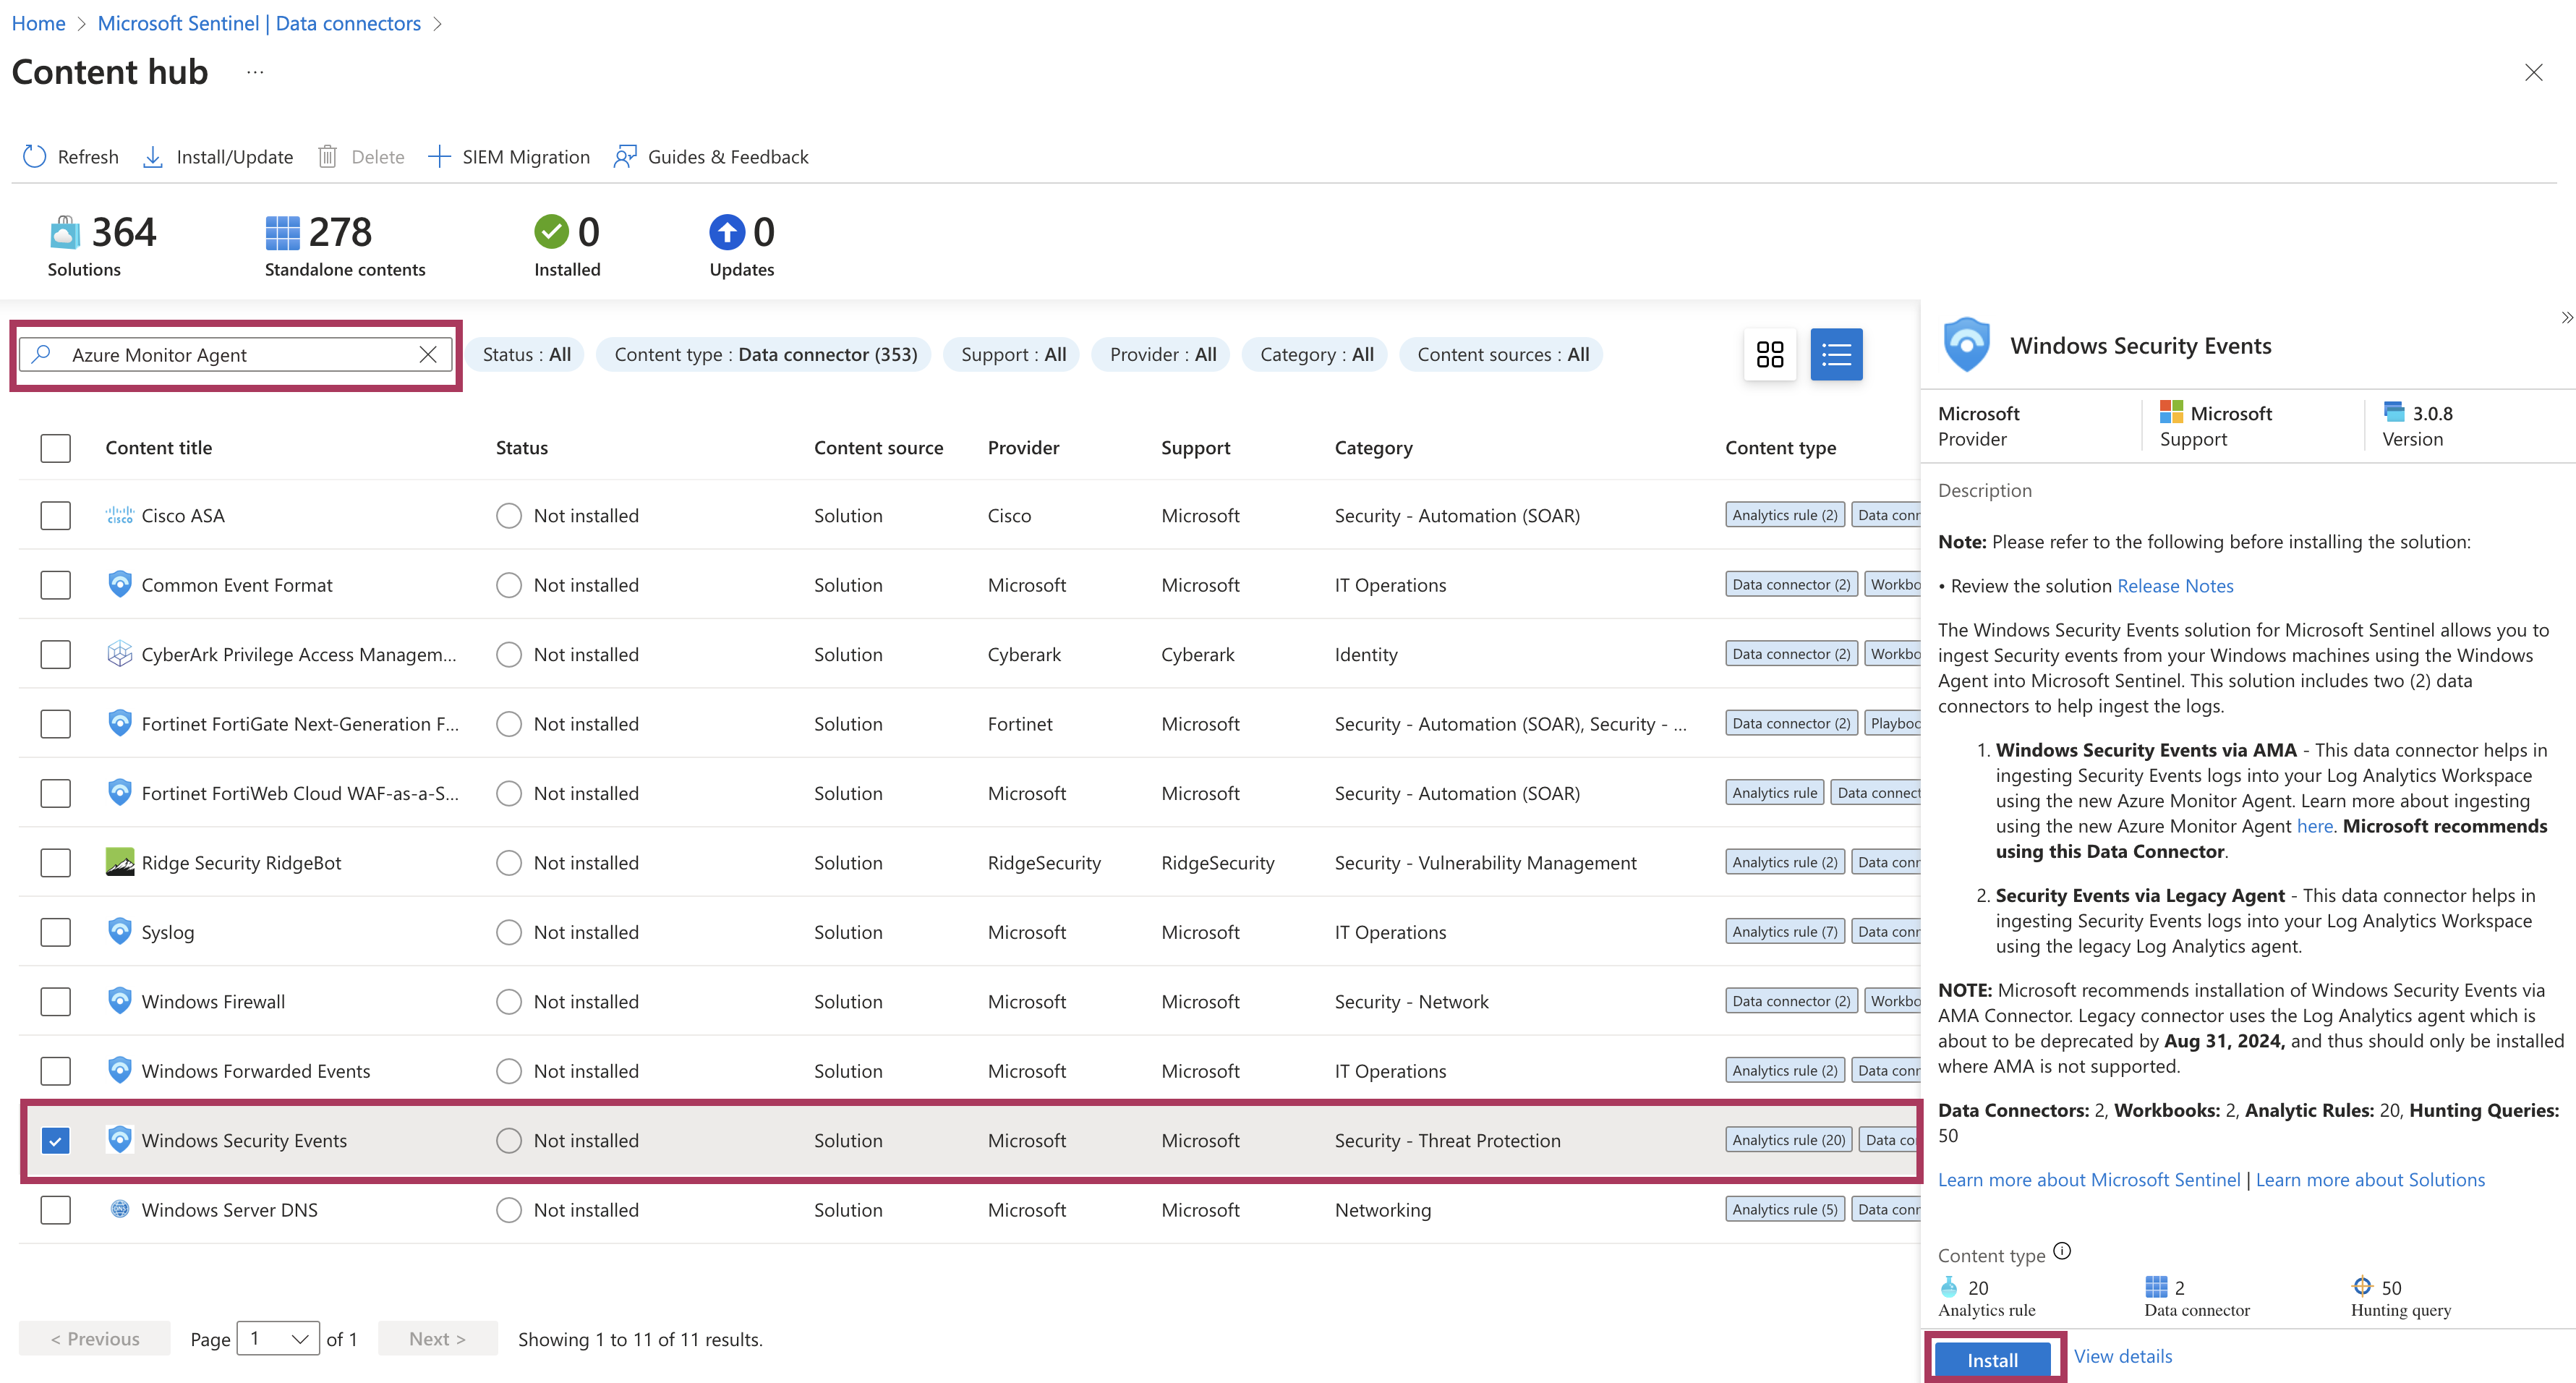 Home > Microsoft Sentinel | Data connectors >
Content hub ...
Refresh Install/Update Delete SIEM Migration Guides & Feedback
364 278 0 0
Solutions Standalone contents Installed Updates
Azure Monitor Agent Status : All Content type : Data connector (353) Support : All Provider : All Category : All Content sources : All
Content title Status Content source Provider Support Category Content type
CISCO Cisco ASA Not installed Solution Cisco Microsoft Security - Automation (SOAR) Analytics rule (2) Data conr
Common Event Format Not installed Solution Microsoft Microsoft IT Operations Data connector (2) Workbo
CyberArk Privilege Access Managem... Not installed Solution Cyberark Cyberark Identity Data connector (2) Workbo
Fortinet FortiGate Next-Generation F... Not installed Solution Fortinet Microsoft Security - Automation (SOAR), Security - ... Data connector (2) Playboo
Fortinet FortiWeb Cloud WAF-as-a-S... Not installed Solution Microsoft Microsoft Security - Automation (SOAR) Analytics rule Data connect
Ridge Security RidgeBot Not installed Solution RidgeSecurity RidgeSecurity Security - Vulnerability Management Analytics rule (2) Data conr
Syslog Not installed Solution Microsoft Microsoft IT Operations Analytics rule (7) Data conr
Windows Firewall Not installed Solution Microsoft Microsoft Security - Network Data connector (2) Workbo
Windows Forwarded Events Not installed Solution Microsoft Microsoft IT Operations Analytics rule (2) Data conr
Windows Security Events Not installed Solution Microsoft Microsoft Security - Threat Protection Analytics rule (20) Data co
DNS Windows Server DNS Not installed Solution Microsoft Microsoft Networking Analytics rule (5) Data conr
< Previous Page 1 of 1 Next > Showing 1 to 11 of 11 results.
»
Windows Security Events
Microsoft Microsoft 3.0.8
Provider Support Version
Description
Note: Please refer to the following before installing the solution:
• Review the solution Release Notes
The Windows Security Events solution for Microsoft Sentinel allows you to
ingest Security events from your Windows machines using the Windows
Agent into Microsoft Sentinel. This solution includes two (2) data
connectors to help ingest the logs.
1. Windows Security Events via AMA - This data connector helps in
ingesting Security Events logs into your Log Analytics Workspace
using the new Azure Monitor Agent. Learn more about ingesting
using the new Azure Monitor Agent here. Microsoft recommends
using this Data Connector.
2. Security Events via Legacy Agent - This data connector helps in
ingesting Security Events logs into your Log Analytics Workspace
using the legacy Log Analytics agent.
NOTE: Microsoft recommends installation of Windows Security Events via
AMA Connector. Legacy connector uses the Log Analytics agent which is
about to be deprecated by Aug 31, 2024, and thus should only be installed
where AMA is not supported.
Data Connectors: 2, Workbooks: 2, Analytic Rules: 20, Hunting Queries:
50
Learn more about Microsoft Sentinel | Learn more about Solutions
Content type
20 2 50
Analytics rule Data connector Hunting query
Install View details